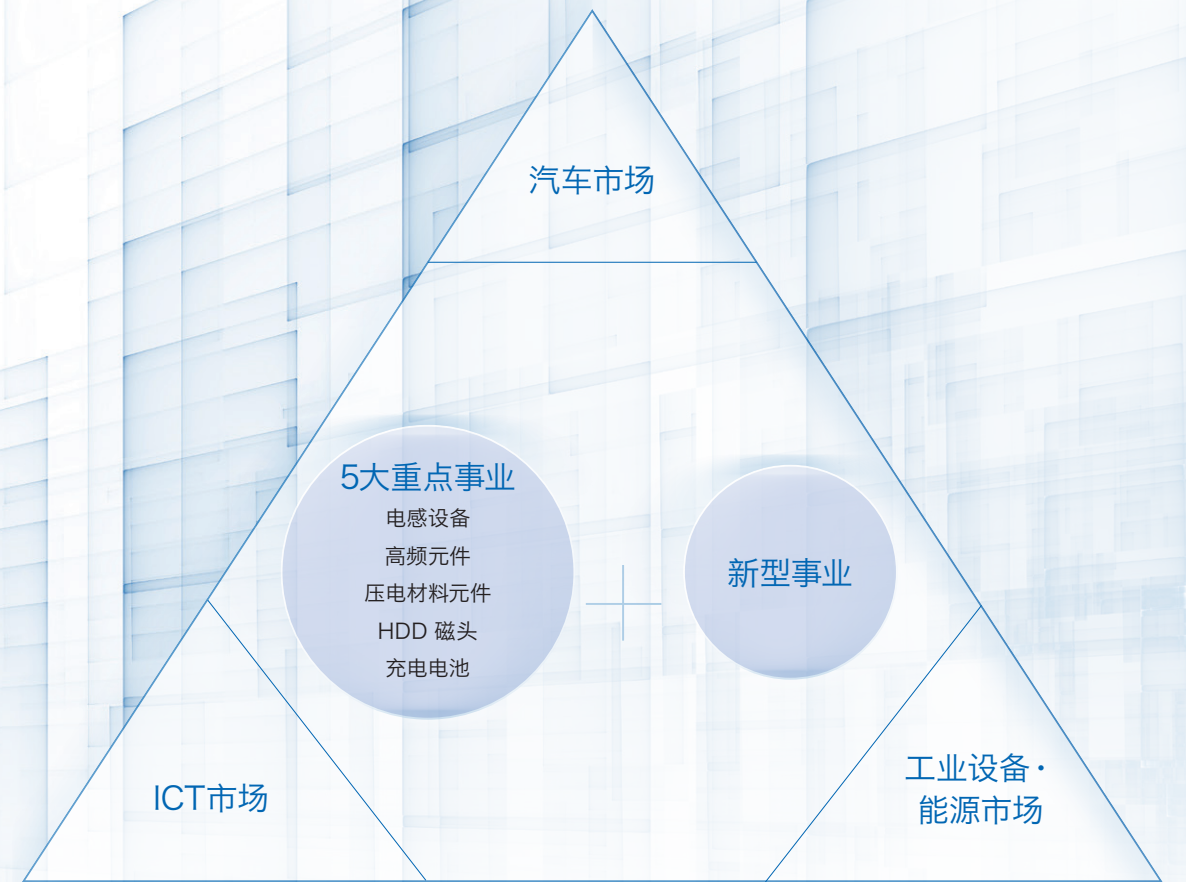 汽车市场
5大重点事业
电感设备
高频元件
压电材料元件
HDD 磁头
充电电池
新型事业
ICT市场
工业设备·
能源市场